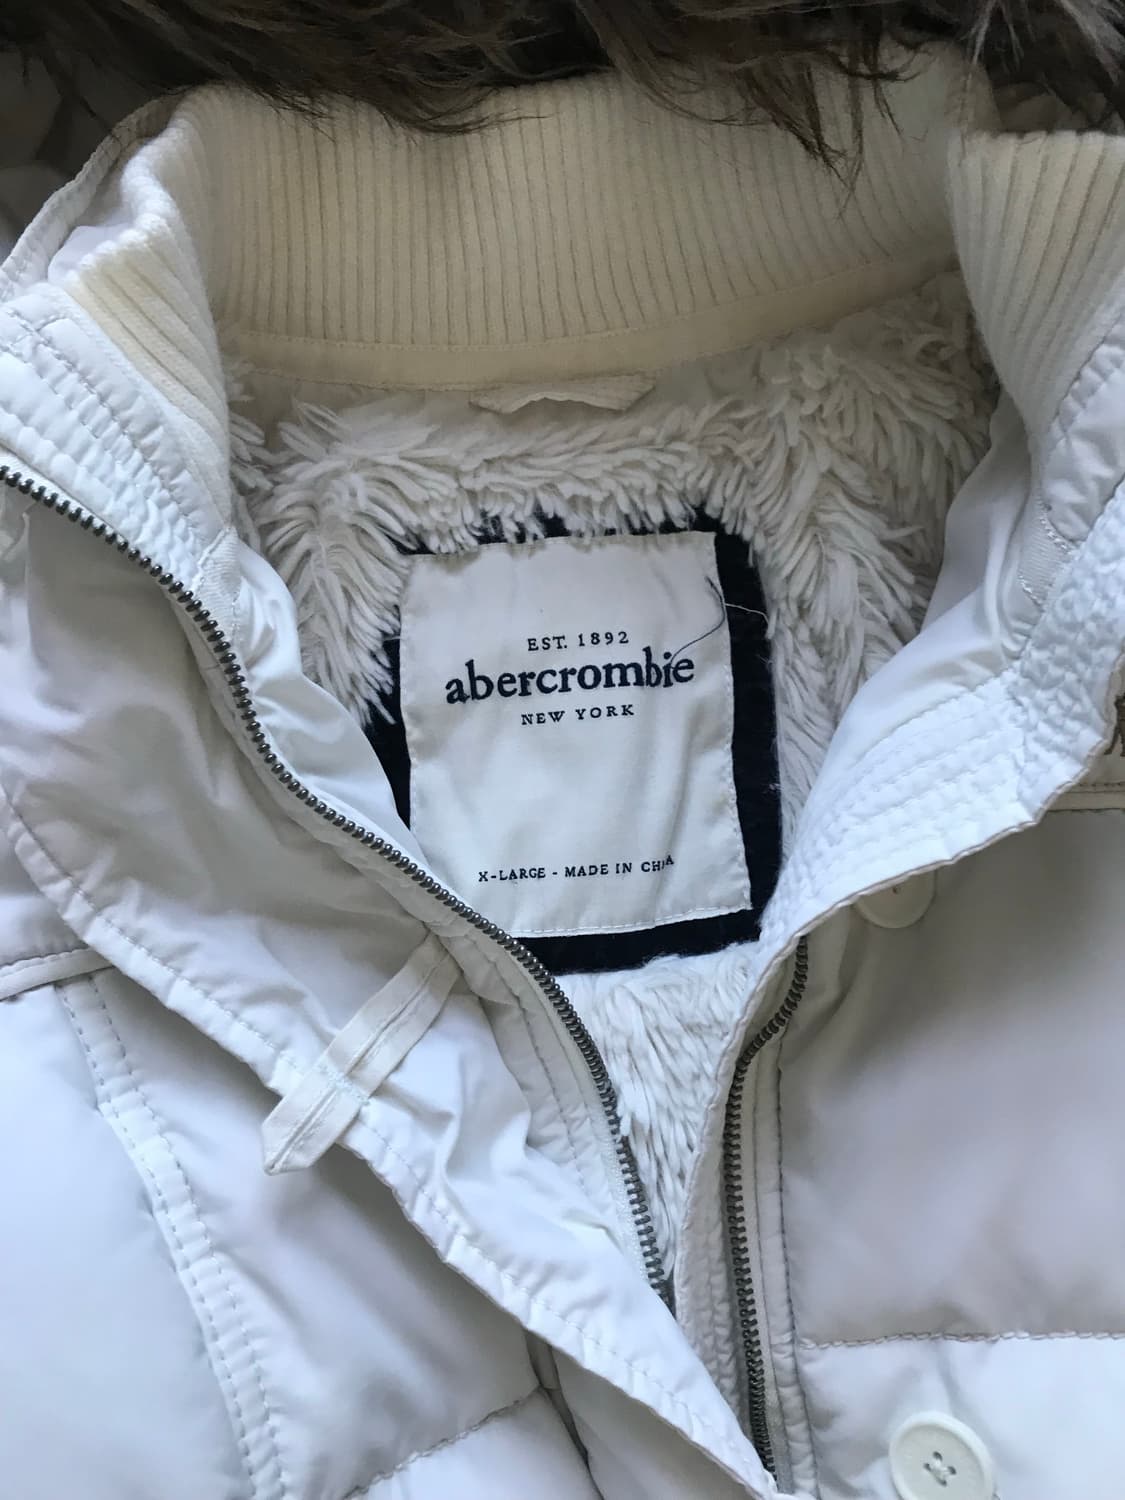 EST. 1892
abercrombie
NEW YORK
X-LARGE - MADE IN CHINA